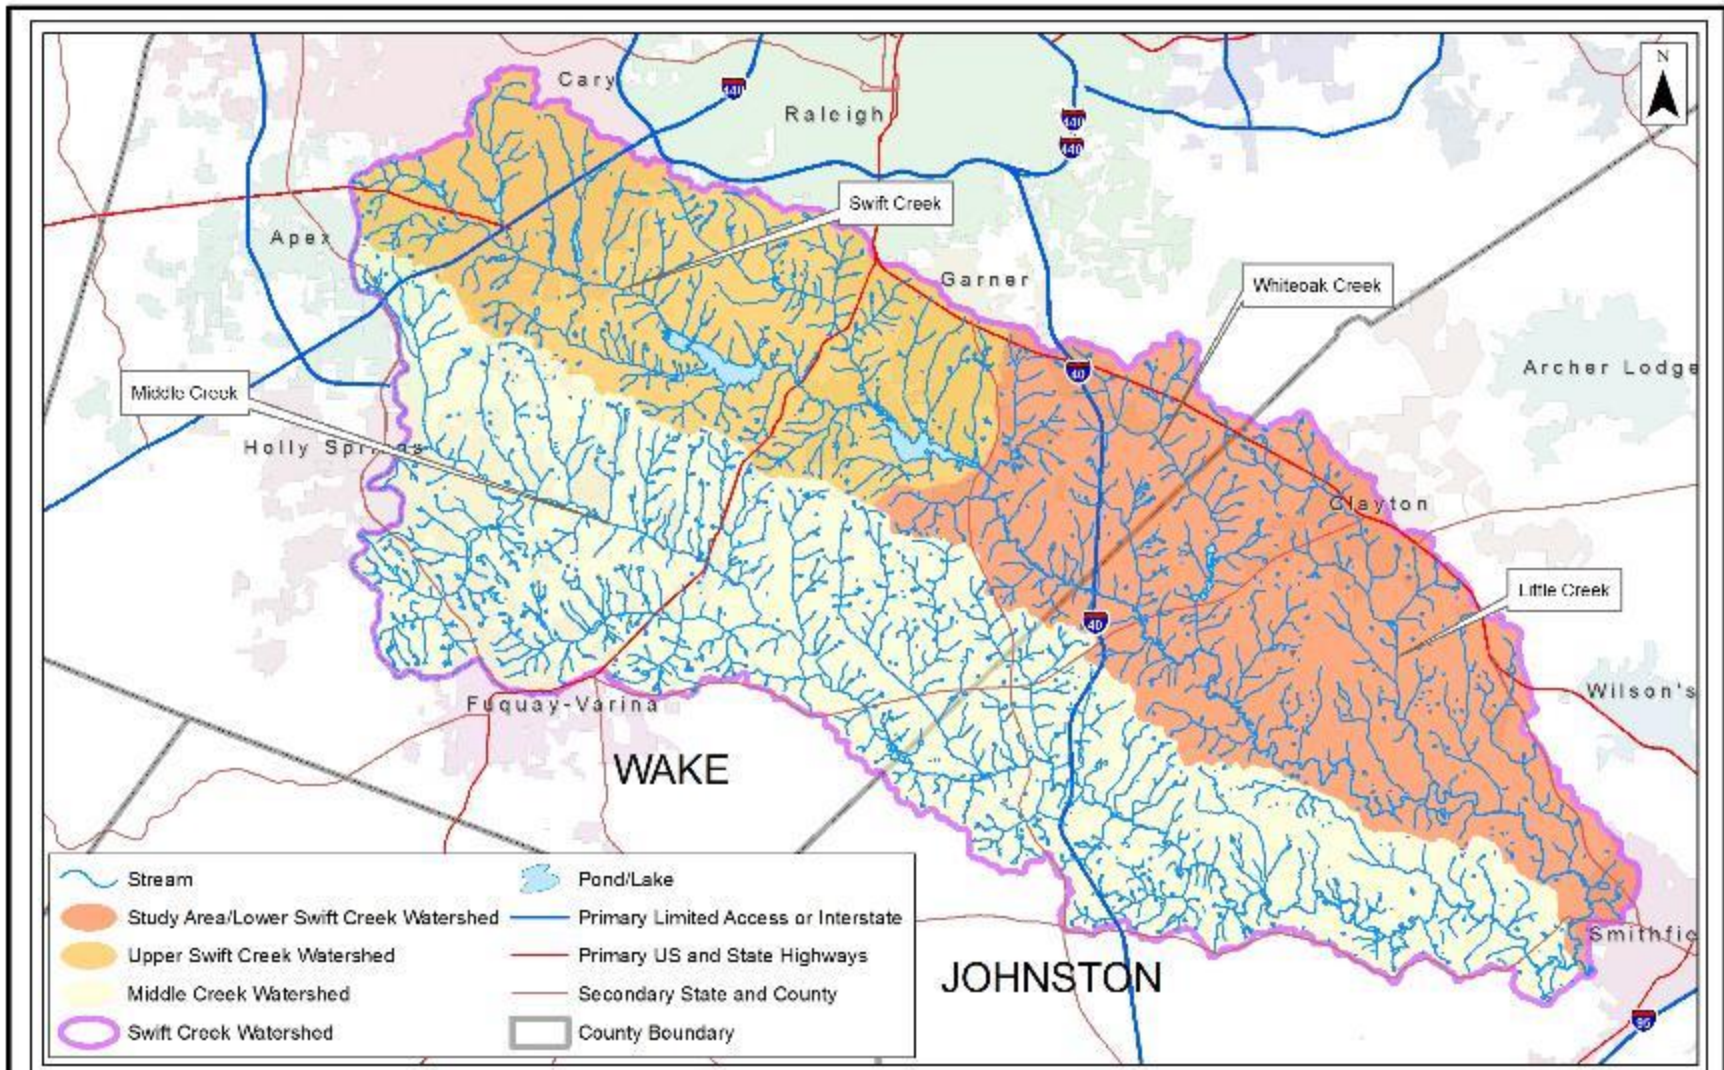 N
Cary
440
Raleigh
440
440
Swift Creek
Apex
Garner
Whiteoak Creek
40
Archer Lodge
Middle Creek
Holly Springs
Clayton
Little Creek
40
Wilson's
Fuquay-Varina
WAKE
Smithfie
JOHNSTON
95
Stream
Study Area/Lower Swift Creek Watershed
Upper Swift Creek Watershed
Middle Creek Watershed
Swift Creek Watershed
Pond/Lake
Primary Limited Access or Interstate
Primary US and State Highways
Secondary State and County
County Boundary